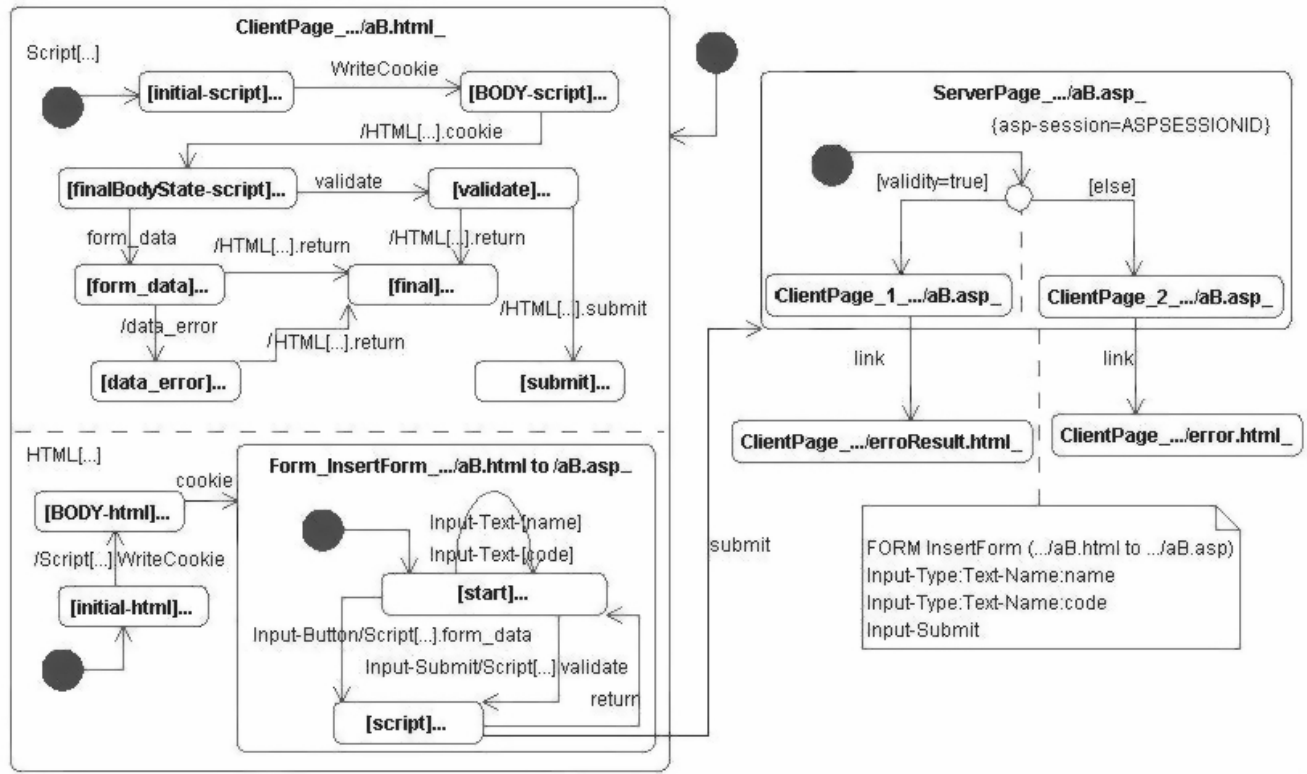 ClientPage_.../aB.html_
Script[...]
WriteCookie
[initial-script]...
[BODY-script]...
/HTML[...].cookie
[finalBodyState-script]...
validate
[validate]...
form_data
/HTML[...].return
/HTML[...].return
[form_data]...
[final]...
/data_error
/HTML[...].return
/HTML[...].submit
[data_error]...
[submit]...
HTML[...]
cookie
[BODY-html]...
/Script[...].WriteCookie
[initial-html]...
Form_InsertForm_.../aB.html to /aB.asp_
Input-Text-[name]
Input-Text-[code]
[start]...
Input-Button/Script[...].form_data
Input-Submit/Script[...].validate
return
[script]...
submit
ServerPage_.../aB.asp_
{asp-session=ASPSESSIONID}
[validity=true]
[else]
ClientPage_1_.../aB.asp_
ClientPage_2_.../aB.asp_
link
link
ClientPage_.../erroResult.html_
ClientPage_.../error.html_
FORM InsertForm (.../aB.html to .../aB.asp)
Input-Type:Text-Name:name
Input-Type:Text-Name:code
Input-Submit